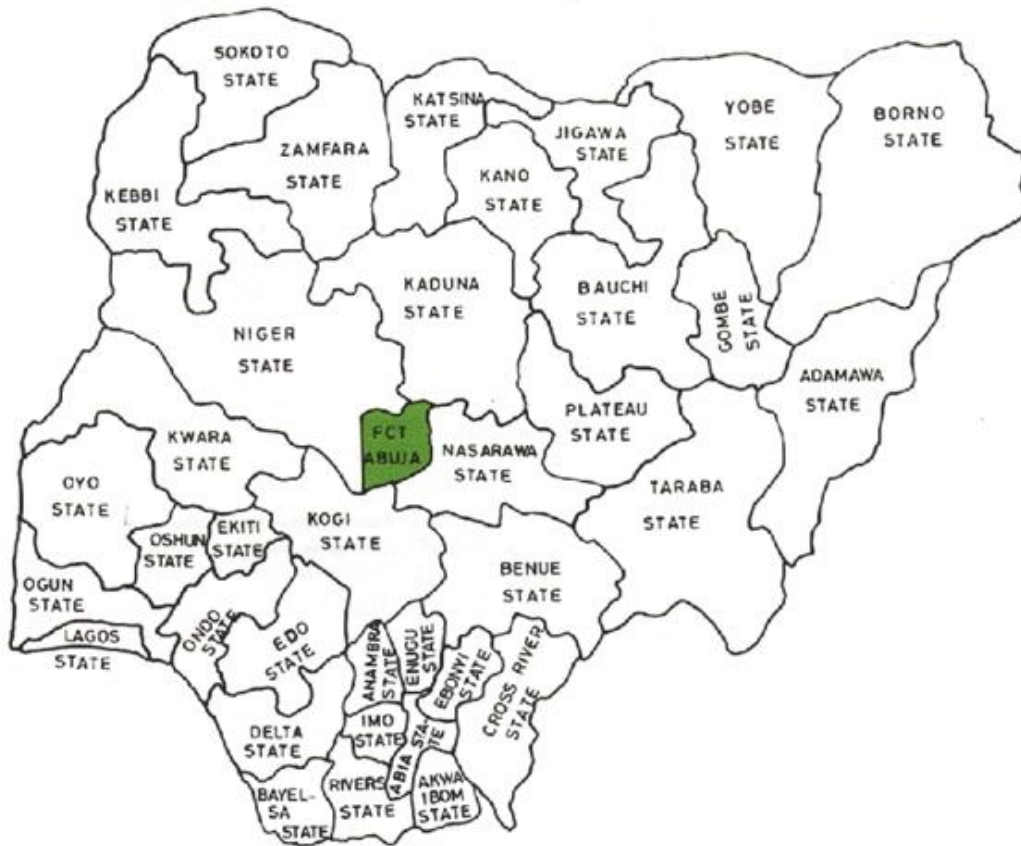 SOKOTO
STATE
KATSINA
STATE
YOBE
STATE
BORNO
STATE
JIGAWA
STATE
ZAMFARA
STATE
KANO
STATE
KEBBI
STATE
KADUNA
STATE
BAUCHI
STATE
GOMBE
STATE
NIGER
STATE
ADAMAWA
STATE
PLATEAU
STATE
FCT
ABUJA
NASARAWA
STATE
KWARA
STATE
TARABA
STATE
OYO
STATE
KOGI
STATE
OSHUN
STATE
EKITI
STATE
BENUE
STATE
OGUN
STATE
LAGOS
STATE
ONDO
STATE
EDO
STATE
ANAMBRA
STATE
ENUGU
STATE
EBONYI
STATE
CROSS RIVER
STATE
DELTA
STATE
IMO
STATE
ABIA STA-
TE
BAYEL-
SA STATE
RIVERS
STATE
AKWA
IBOM
STATE